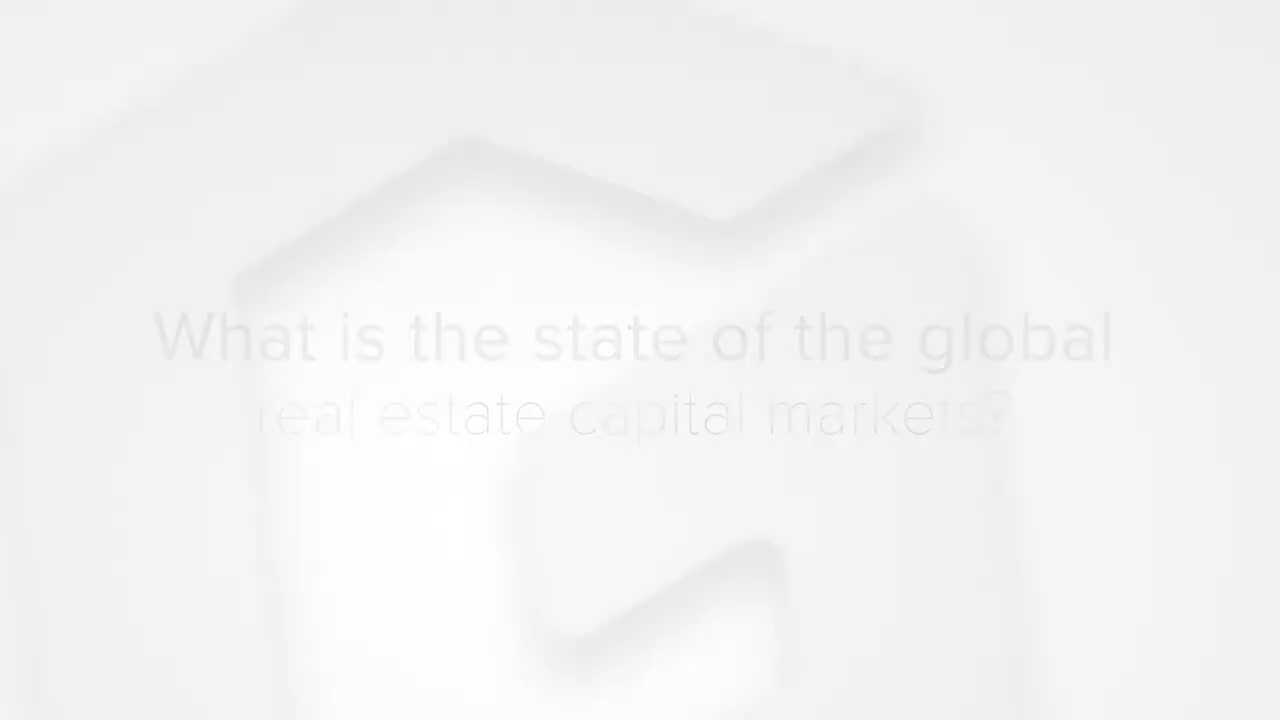 What is the state of the global
real estate capital markets?